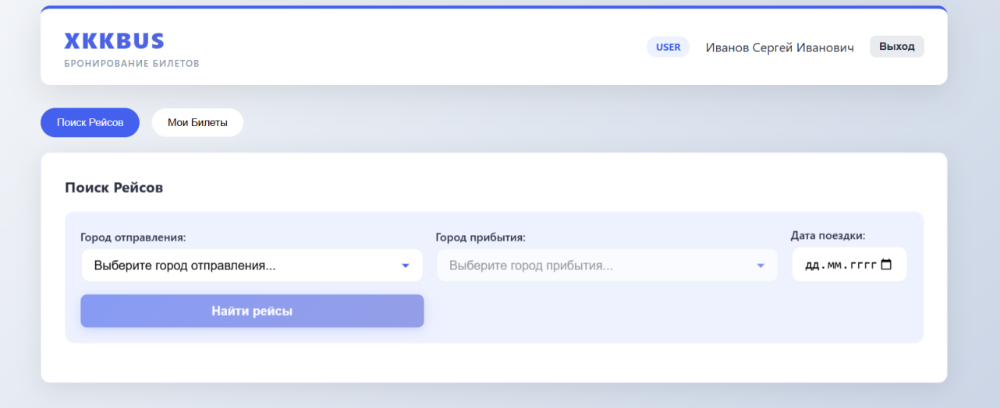 XKKBUS
БРОНИРОВАНИЕ БИЛЕТОВ
USER
Иванов Сергей Иванович
Выход
Поиск Рейсов
Мои Билеты
Поиск Рейсов
Город отправления:
Город прибытия:
Дата поездки:
Выберите город отправления...
Выберите город прибытия...
дд.мм.гггг
Найти рейсы